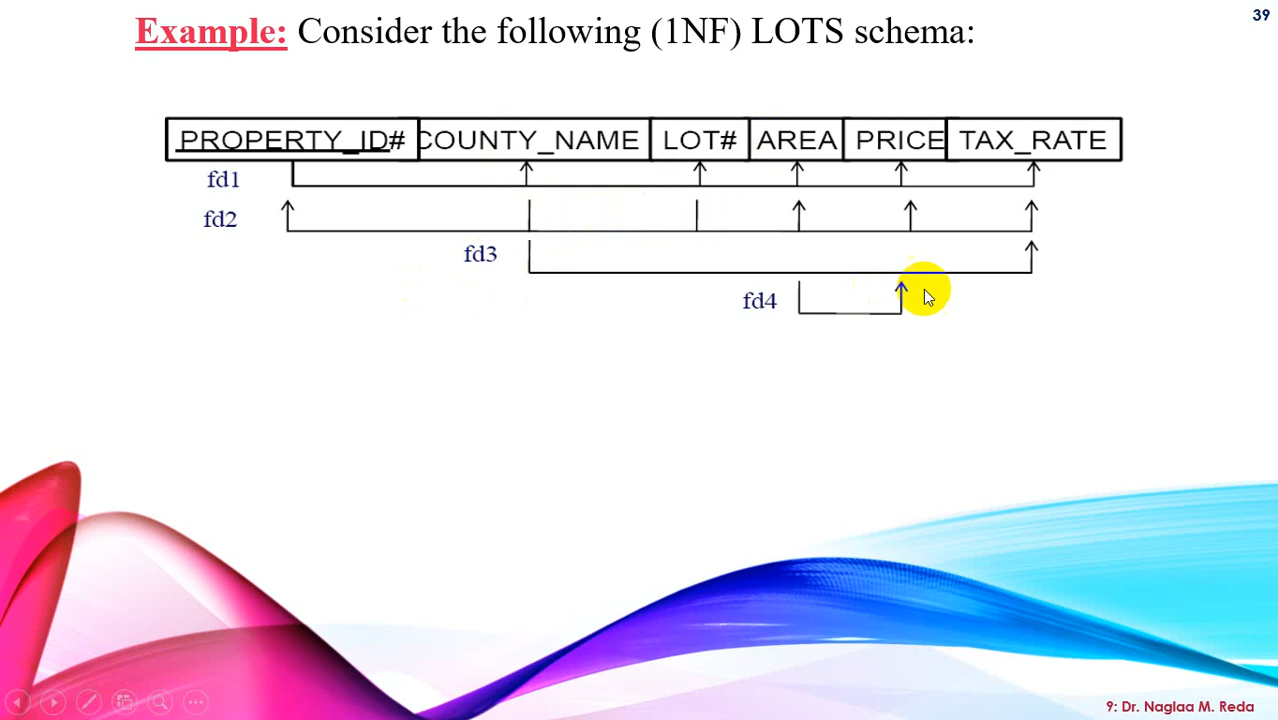 39
Example: Consider the following (1NF) LOTS schema:
PROPERTY_ID# COUNTY_NAME LOT# AREA PRICE TAX_RATE
fd1
fd2
fd3
fd4
9: Dr. Naglaa M. Reda